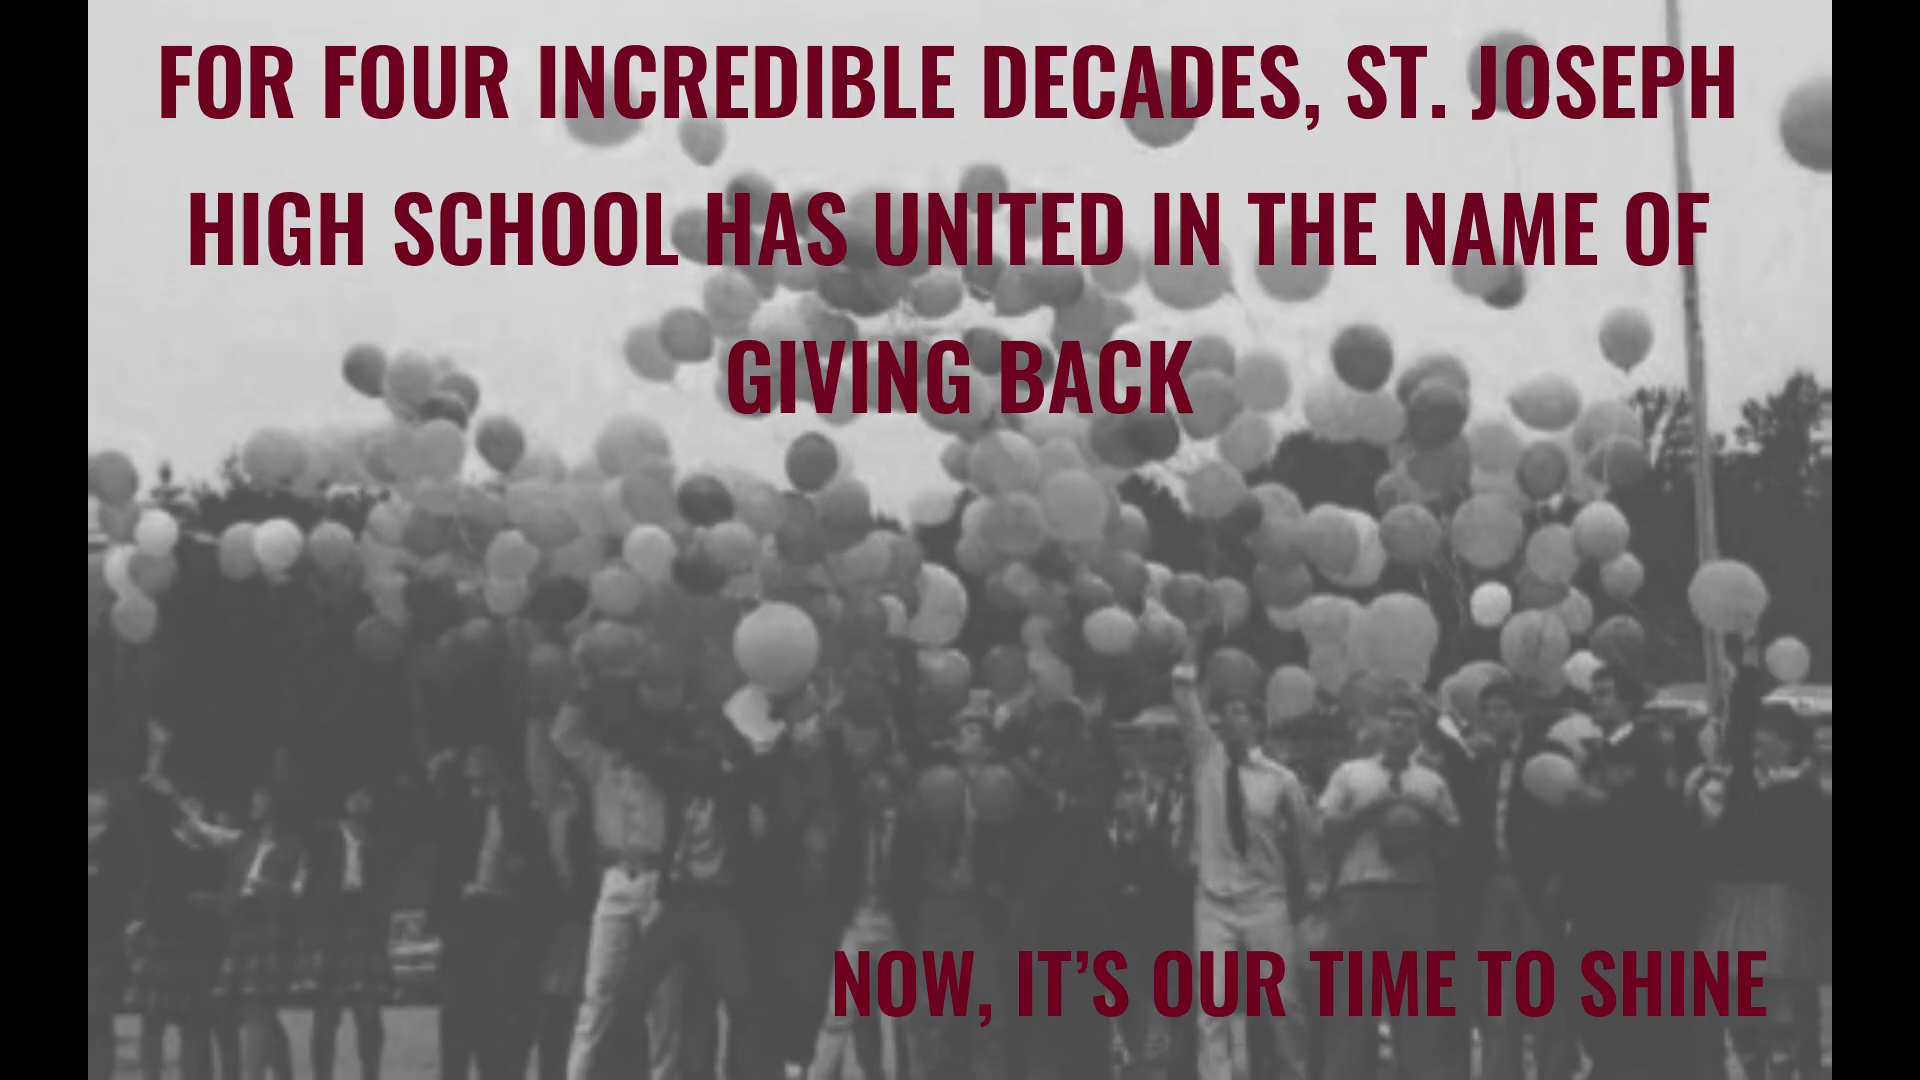 FOR FOUR INCREDIBLE DECADES, ST. JOSEPH
HIGH SCHOOL HAS UNITED IN THE NAME OF
GIVING BACK
NOW, IT’S OUR TIME TO SHINE